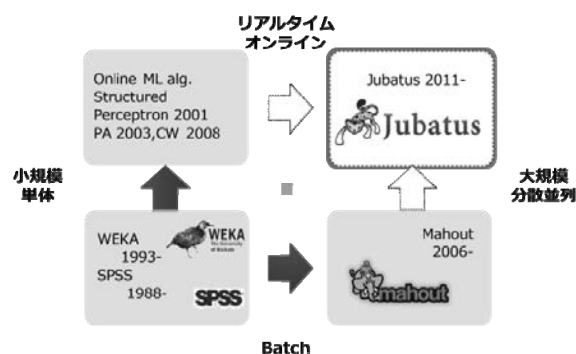 リアルタイム
オンライン
Online ML alg.
Structured
Perceptron 2001
PA 2003,CW 2008
Jubatus 2011-
Jubatus
小規模
単体
大規模
分散並列
WEKA
1993-
SPSS
1988-
WEKA
The University
of Waikato
SPSS
Mahout
2006-
mahout
Batch